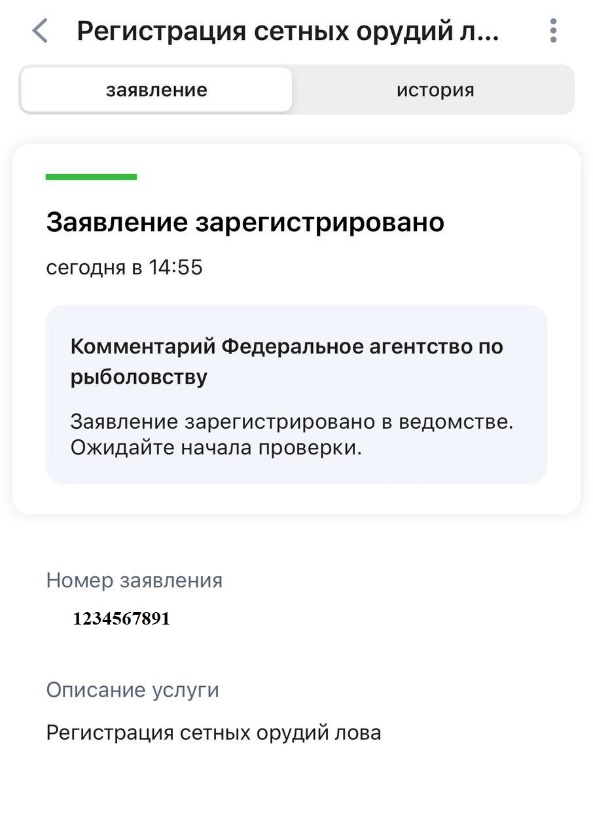 Регистрация сетных орудий л...
заявление
история
Заявление зарегистрировано
сегодня в 14:55
Комментарий Федеральное агентство по
рыболовству
Заявление зарегистрировано в ведомстве.
Ожидайте начала проверки.
Номер заявления
1234567891
Описание услуги
Регистрация сетных орудий лова